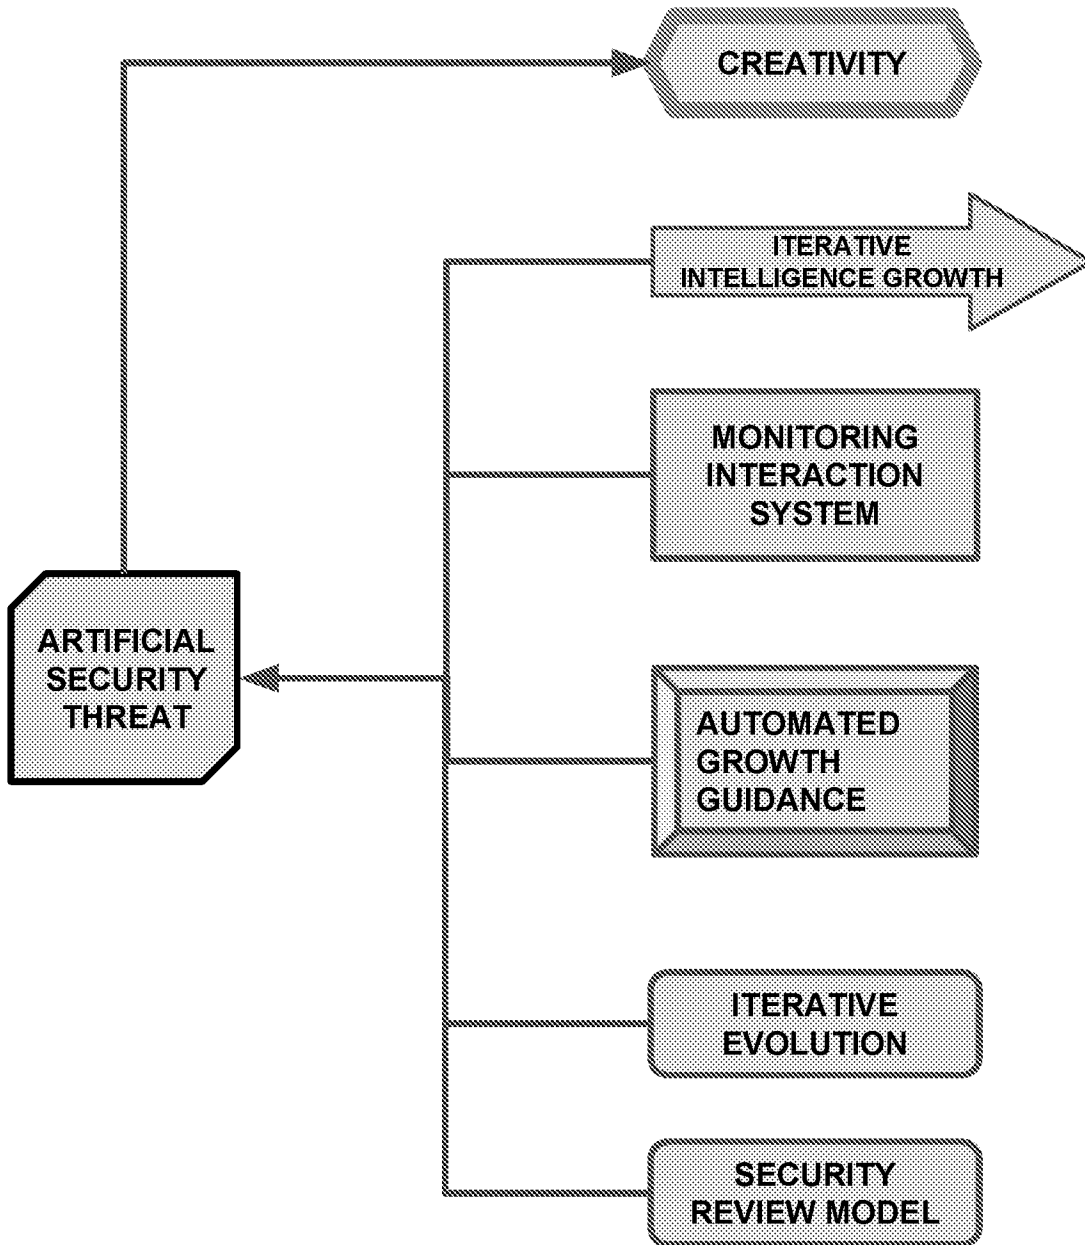 CREATIVITY
ITERATIVE
INTELLIGENCE GROWTH
MONITORING
INTERACTION
SYSTEM
ARTIFICIAL
SECURITY
THREAT
AUTOMATED
GROWTH
GUIDANCE
ITERATIVE
EVOLUTION
SECURITY
REVIEW MODEL